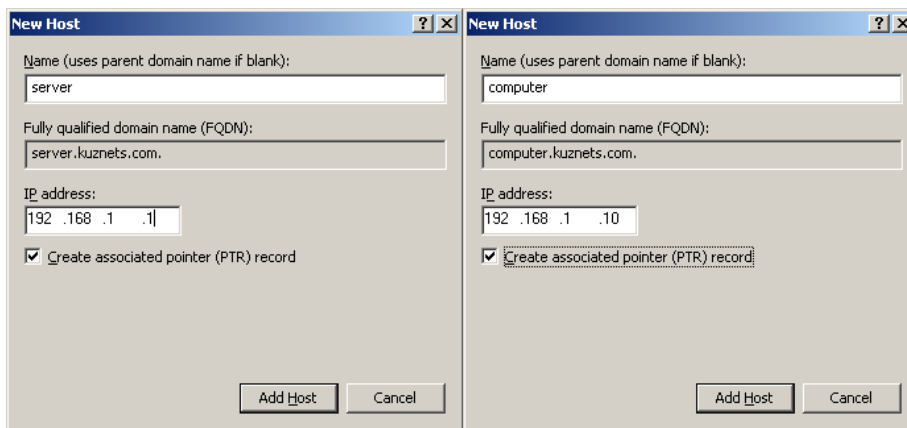 New Host
Name (uses parent domain name if blank):
server
Fully qualified domain name (FQDN):
server.kuznets.com.
IP address:
192 .168 .1 .1
Create associated pointer (PTR) record
Add Host Cancel
New Host
Name (uses parent domain name if blank):
computer
Fully qualified domain name (FQDN):
computer.kuznets.com.
IP address:
192 .168 .1 .10
Create associated pointer (PTR) record
Add Host Cancel